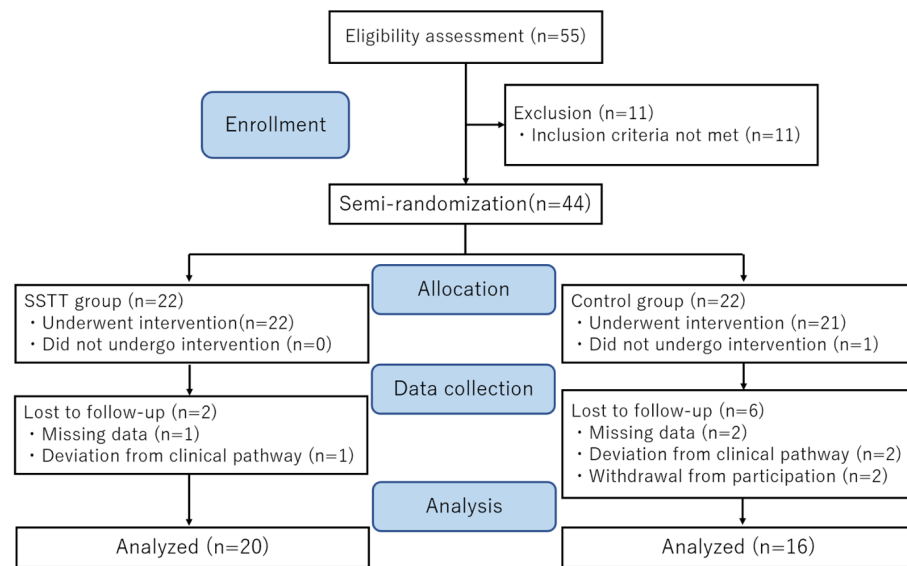 Eligibility assessment (n=55)
Enrollment
Exclusion (n=11)
・Inclusion criteria not met (n=11)
Semi-randomization(n=44)
Allocation
SSTT group (n=22)
・Underwent intervention(n=22)
・Did not undergo intervention (n=0)
Control group (n=22)
・Underwent intervention (n=21)
・Did not undergo intervention (n=1)
Data collection
Lost to follow-up (n=2)
・Missing data (n=1)
・Deviation from clinical pathway (n=1)
Lost to follow-up (n=6)
・Missing data (n=2)
・Deviation from clinical pathway (n=2)
・Withdrawal from participation (n=2)
Analysis
Analyzed (n=20)
Analyzed (n=16)